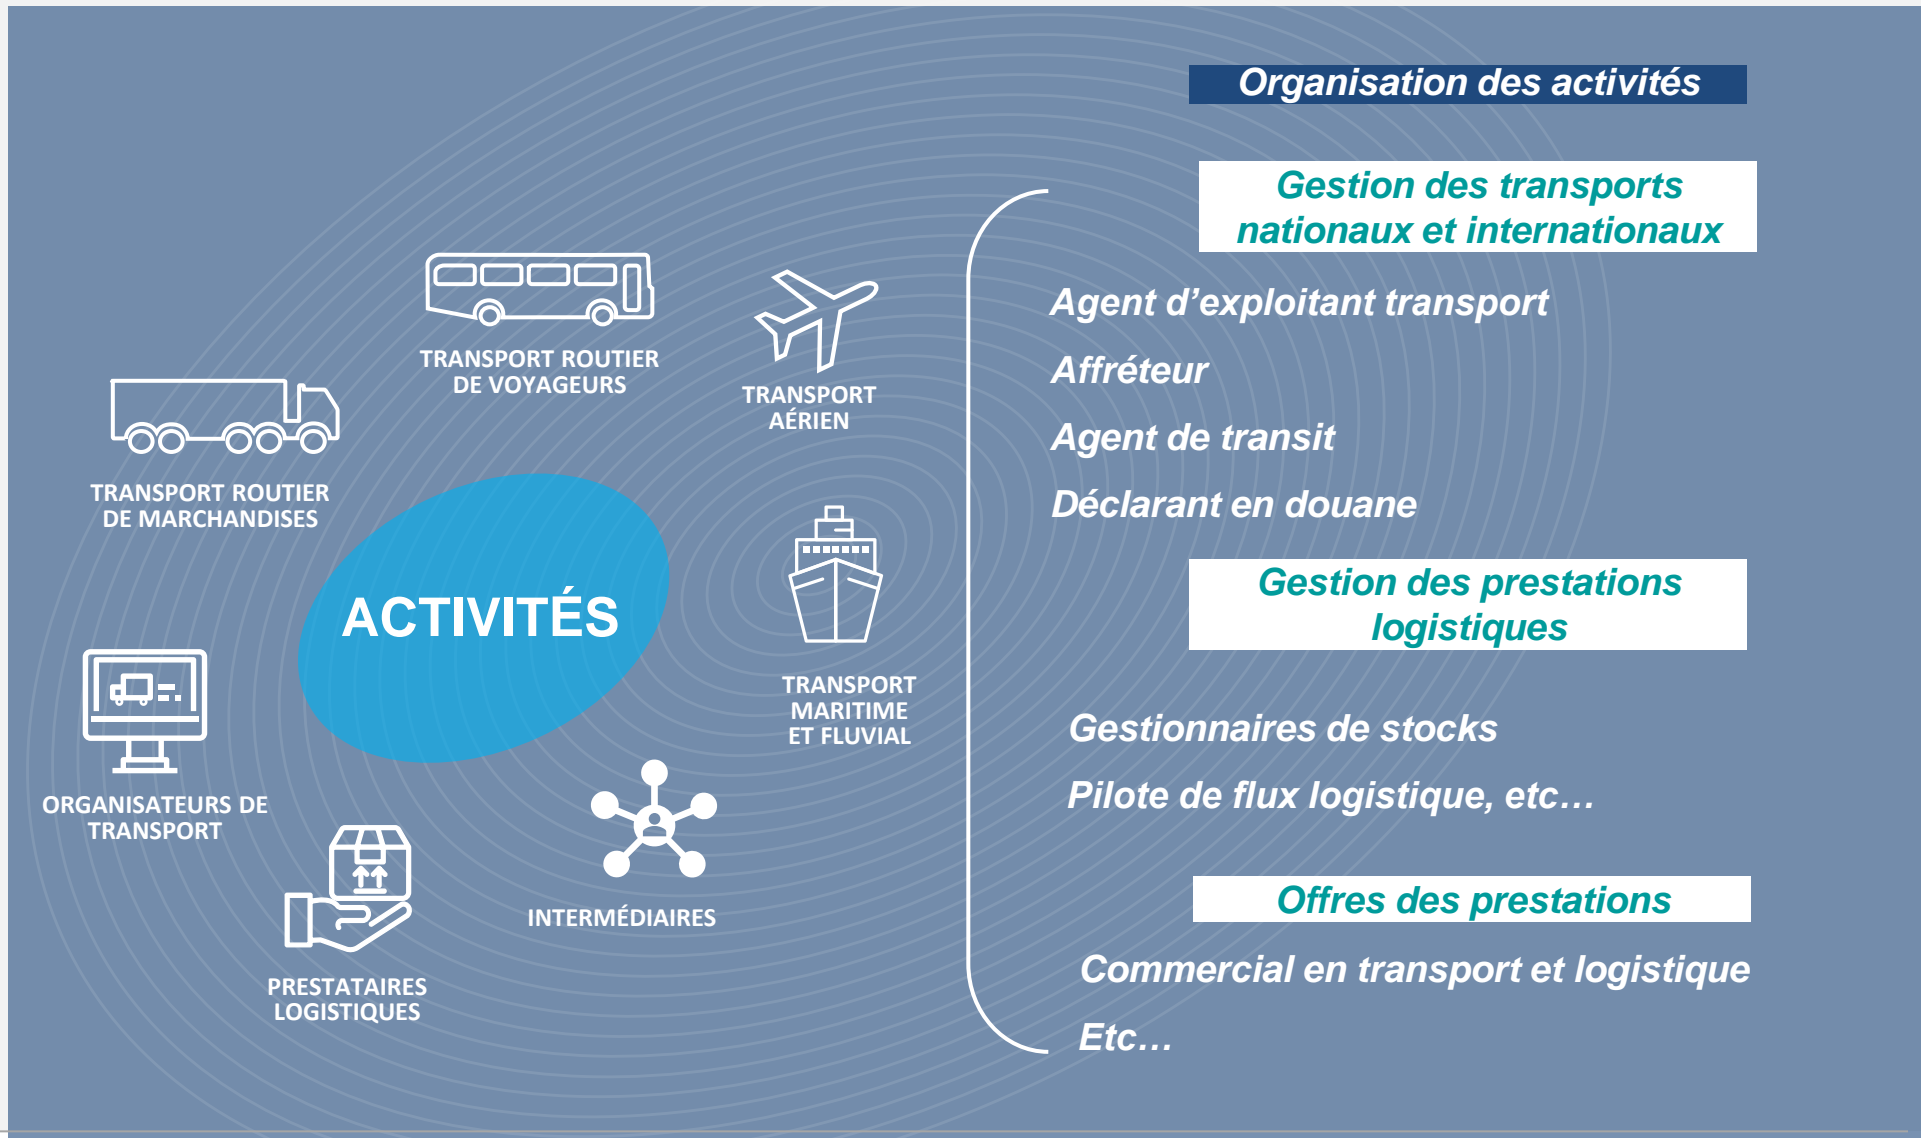 TRANSPORT ROUTIER
DE VOYAGEURS
TRANSPORT
AÉRIEN
TRANSPORT ROUTIER
DE MARCHANDISES
ACTIVITÉS
TRANSPORT
MARITIME
ET FLUVIAL
ORGANISATEURS DE
TRANSPORT
INTERMÉDIAIRES
PRESTATAIRES
LOGISTIQUES
Organisation des activités
Gestion des transports
nationaux et internationaux
Agent d’exploitant transport
Affréteur
Agent de transit
Déclarant en douane
Gestion des prestations
logistiques
Gestionnaires de stocks
Pilote de flux logistique, etc…
Offres des prestations
Commercial en transport et logistique
Etc…